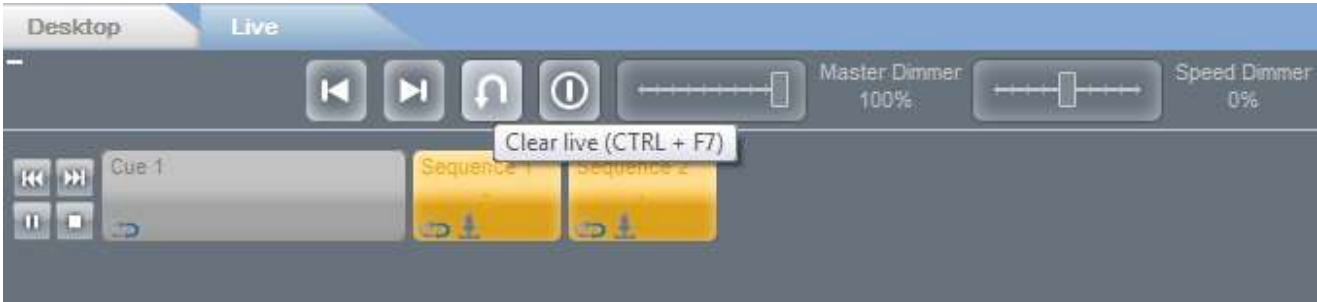 Desktop Live
Master Dimmer
100%
Speed Dimmer
0%
Clear live (CTRL + F7)
Cue 1
Sequence 1
Sequence 2